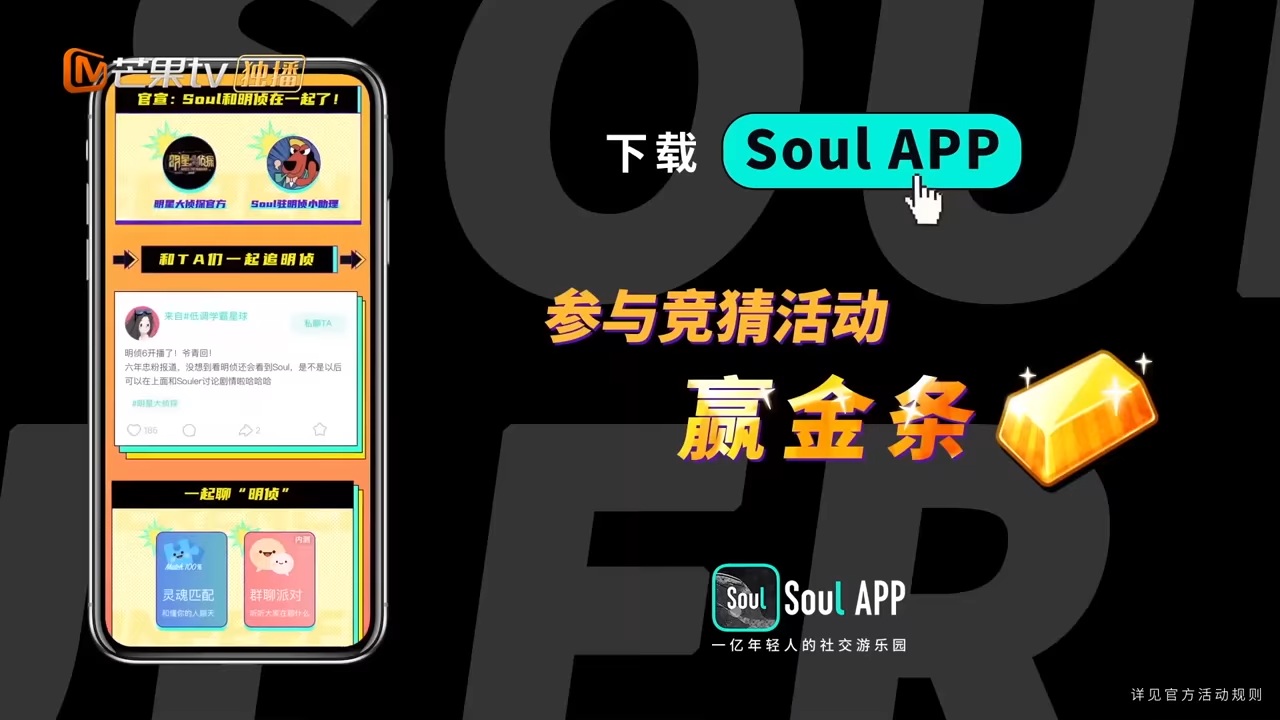 芒果tv 独播
官宣：Soul和明侦在一起了！
明星大侦探
明星大侦探官方
Soul驻明侦小助理
和TA们一起追明侦
来自#低调学霸星球
私聊TA
明侦6开播了！爷青回！
六年忠粉报道，没想到看明侦还会看到Soul，是不是以后
可以在上面和Souler讨论剧情啦哈哈哈
#明星大侦探
186
2
一起聊“明侦”
Match 100%
灵魂匹配
和懂你的人聊天
内测
群聊派对
听听大家在聊什么
下载 Soul APP
参与竞猜活动
赢金条
Soul
Soul APP
一亿年轻人的社交游乐园
详见官方活动规则
SOUL